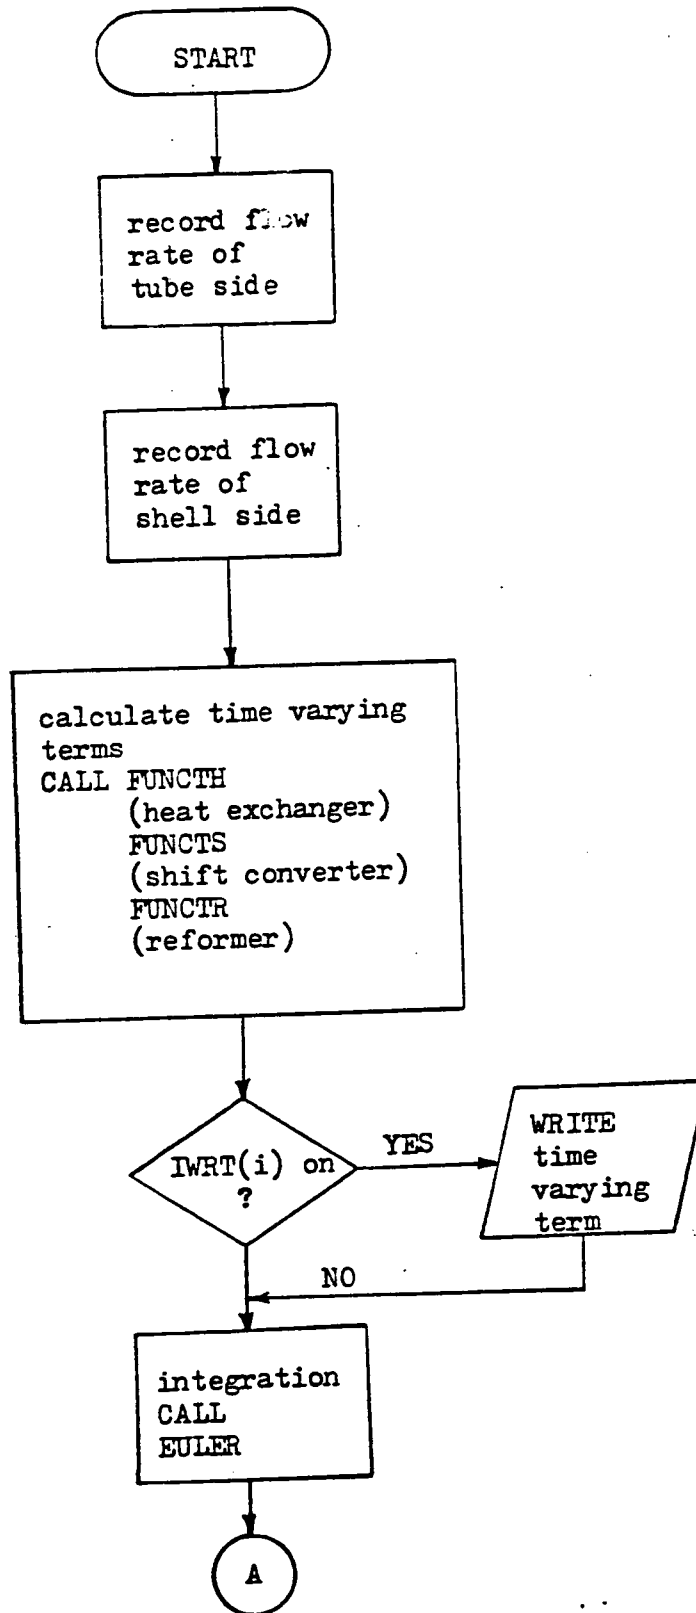 START
record flow
rate of
tube side
record flow
rate of
shell side
calculate time varying
terms
CALL FUNCTH
(heat exchanger)
FUNCTS
(shift converter)
FUNCTR
(reformer)
IWRT(i) on
?
YES
WRITE
time
varying
term
NO
integration
CALL
EULER
A